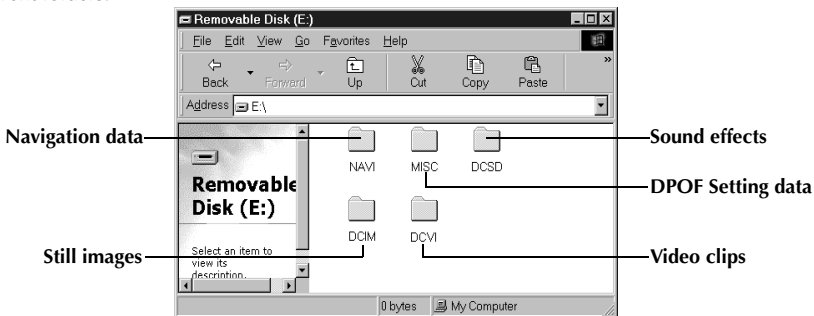 Removable Disk (E:)
File Edit View Go Favorites Help
Back Forward Up Cut Copy Paste »
Address E:\
Navigation data
Sound effects
NAVI MISC DCSD
DPOF Setting data
Removable
Disk (E:)
DCIM DCVI
Still images
Video clips
Select an item to
view its
description.
0 bytes My Computer